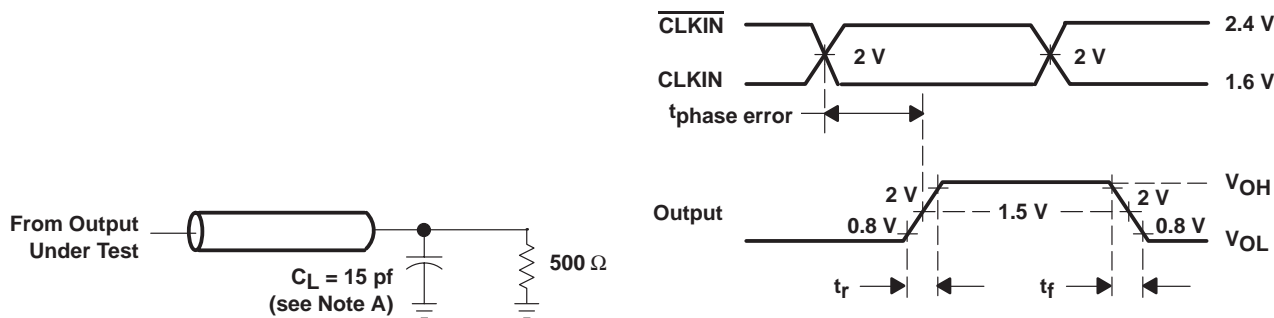 From Output
Under Test
CL = 15 pf
(see Note A)
500 Ω
CLKIN
CLKIN
2 V
2 V
2.4 V
1.6 V
tphase error
Output
2 V
0.8 V
1.5 V
2 V
0.8 V
VOH
VOL
tr
tf